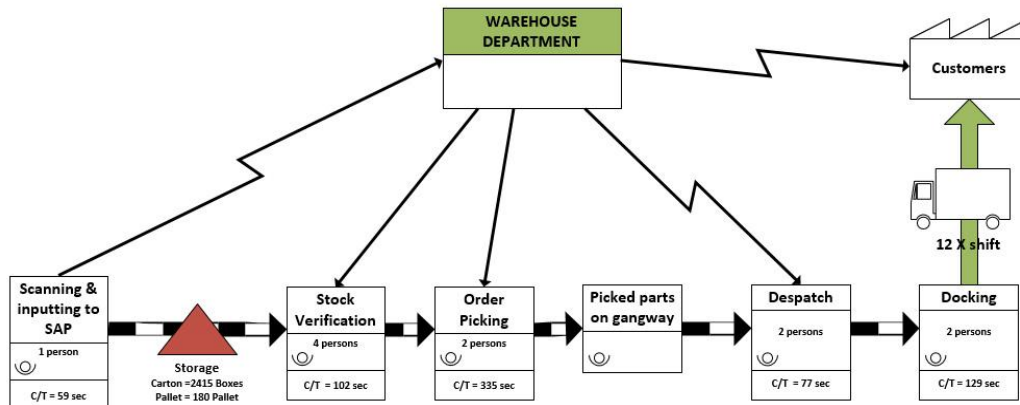 WAREHOUSE
DEPARTMENT
Customers
12 X shift
Scanning &
inputting to
SAP
1 person
C/T = 59 sec
Storage
Carton =2415 Boxes
Pallet = 180 Pallet
Stock
Verification
4 persons
C/T = 102 sec
Order
Picking
2 persons
C/T = 335 sec
Picked parts
on gangway
Despatch
2 persons
C/T = 77 sec
Docking
2 persons
C/T = 129 sec